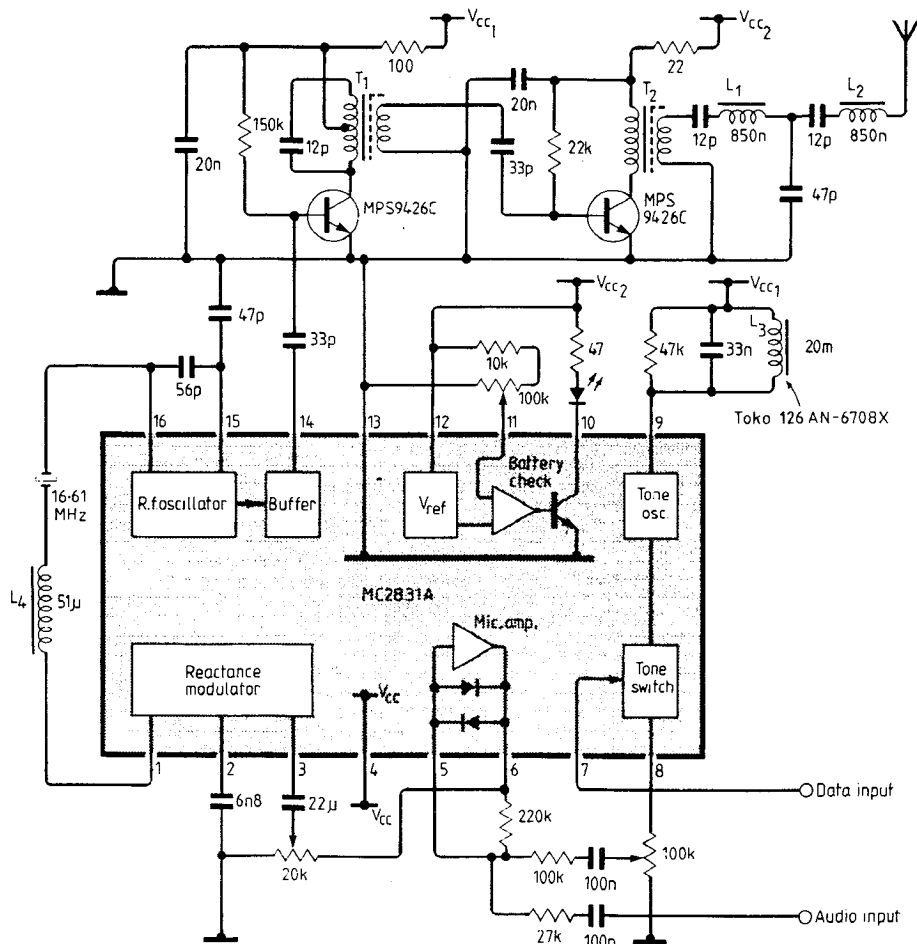 Vcc1
Vcc2
100
22
T1
20n
T2
L1
L2
150k
12p
12p
850n
12p
850n
20n
33p
22k
MPS9426C
MPS
9426C
47p
47p
33p
Vcc2
Vcc1
56p
10k
100k
47
47k
33n
L3
20m
Toko 126AN-6708X
16
15
14
13
12
11
10
9
16·61
MHz
R.f.oscillator
Buffer
Vref
Battery
check
Tone
osc.
L4
51μ
MC2831A
Mic.amp.
Reactance
modulator
Vcc
Tone
switch
1
2
3
4
5
6
7
8
6n8
22μ
Vcc
Data input
220k
20k
100k
100n
100k
27k
100n
Audio input